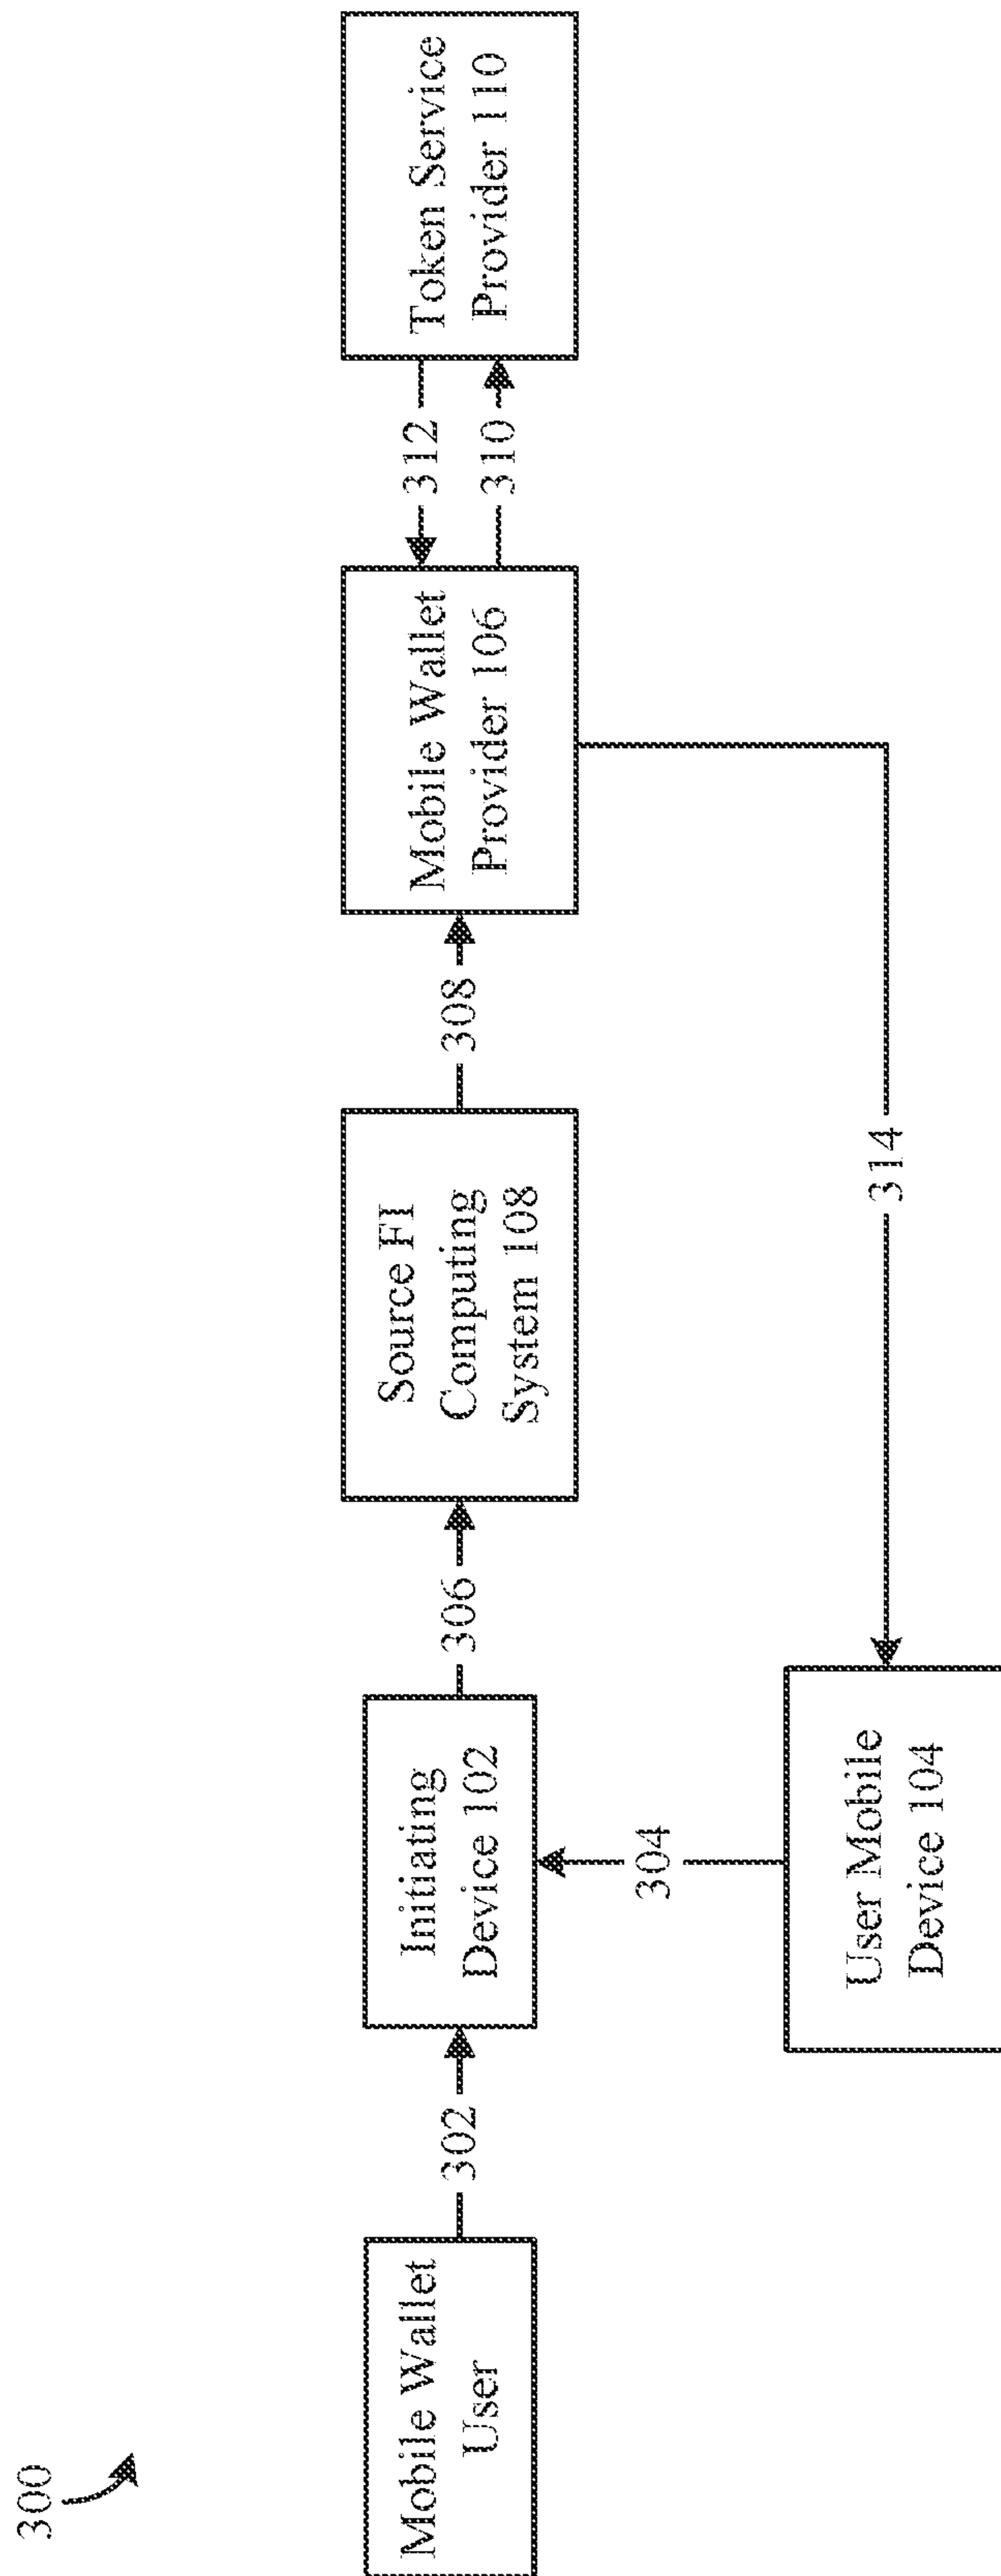 300
Mobile Wallet
User
302
Initiating
Device 102
304
User Mobile
Device 104
306
Source FI
Computing
System 108
308
Mobile Wallet
Provider 106
312
310
Token Service
Provider 110
314